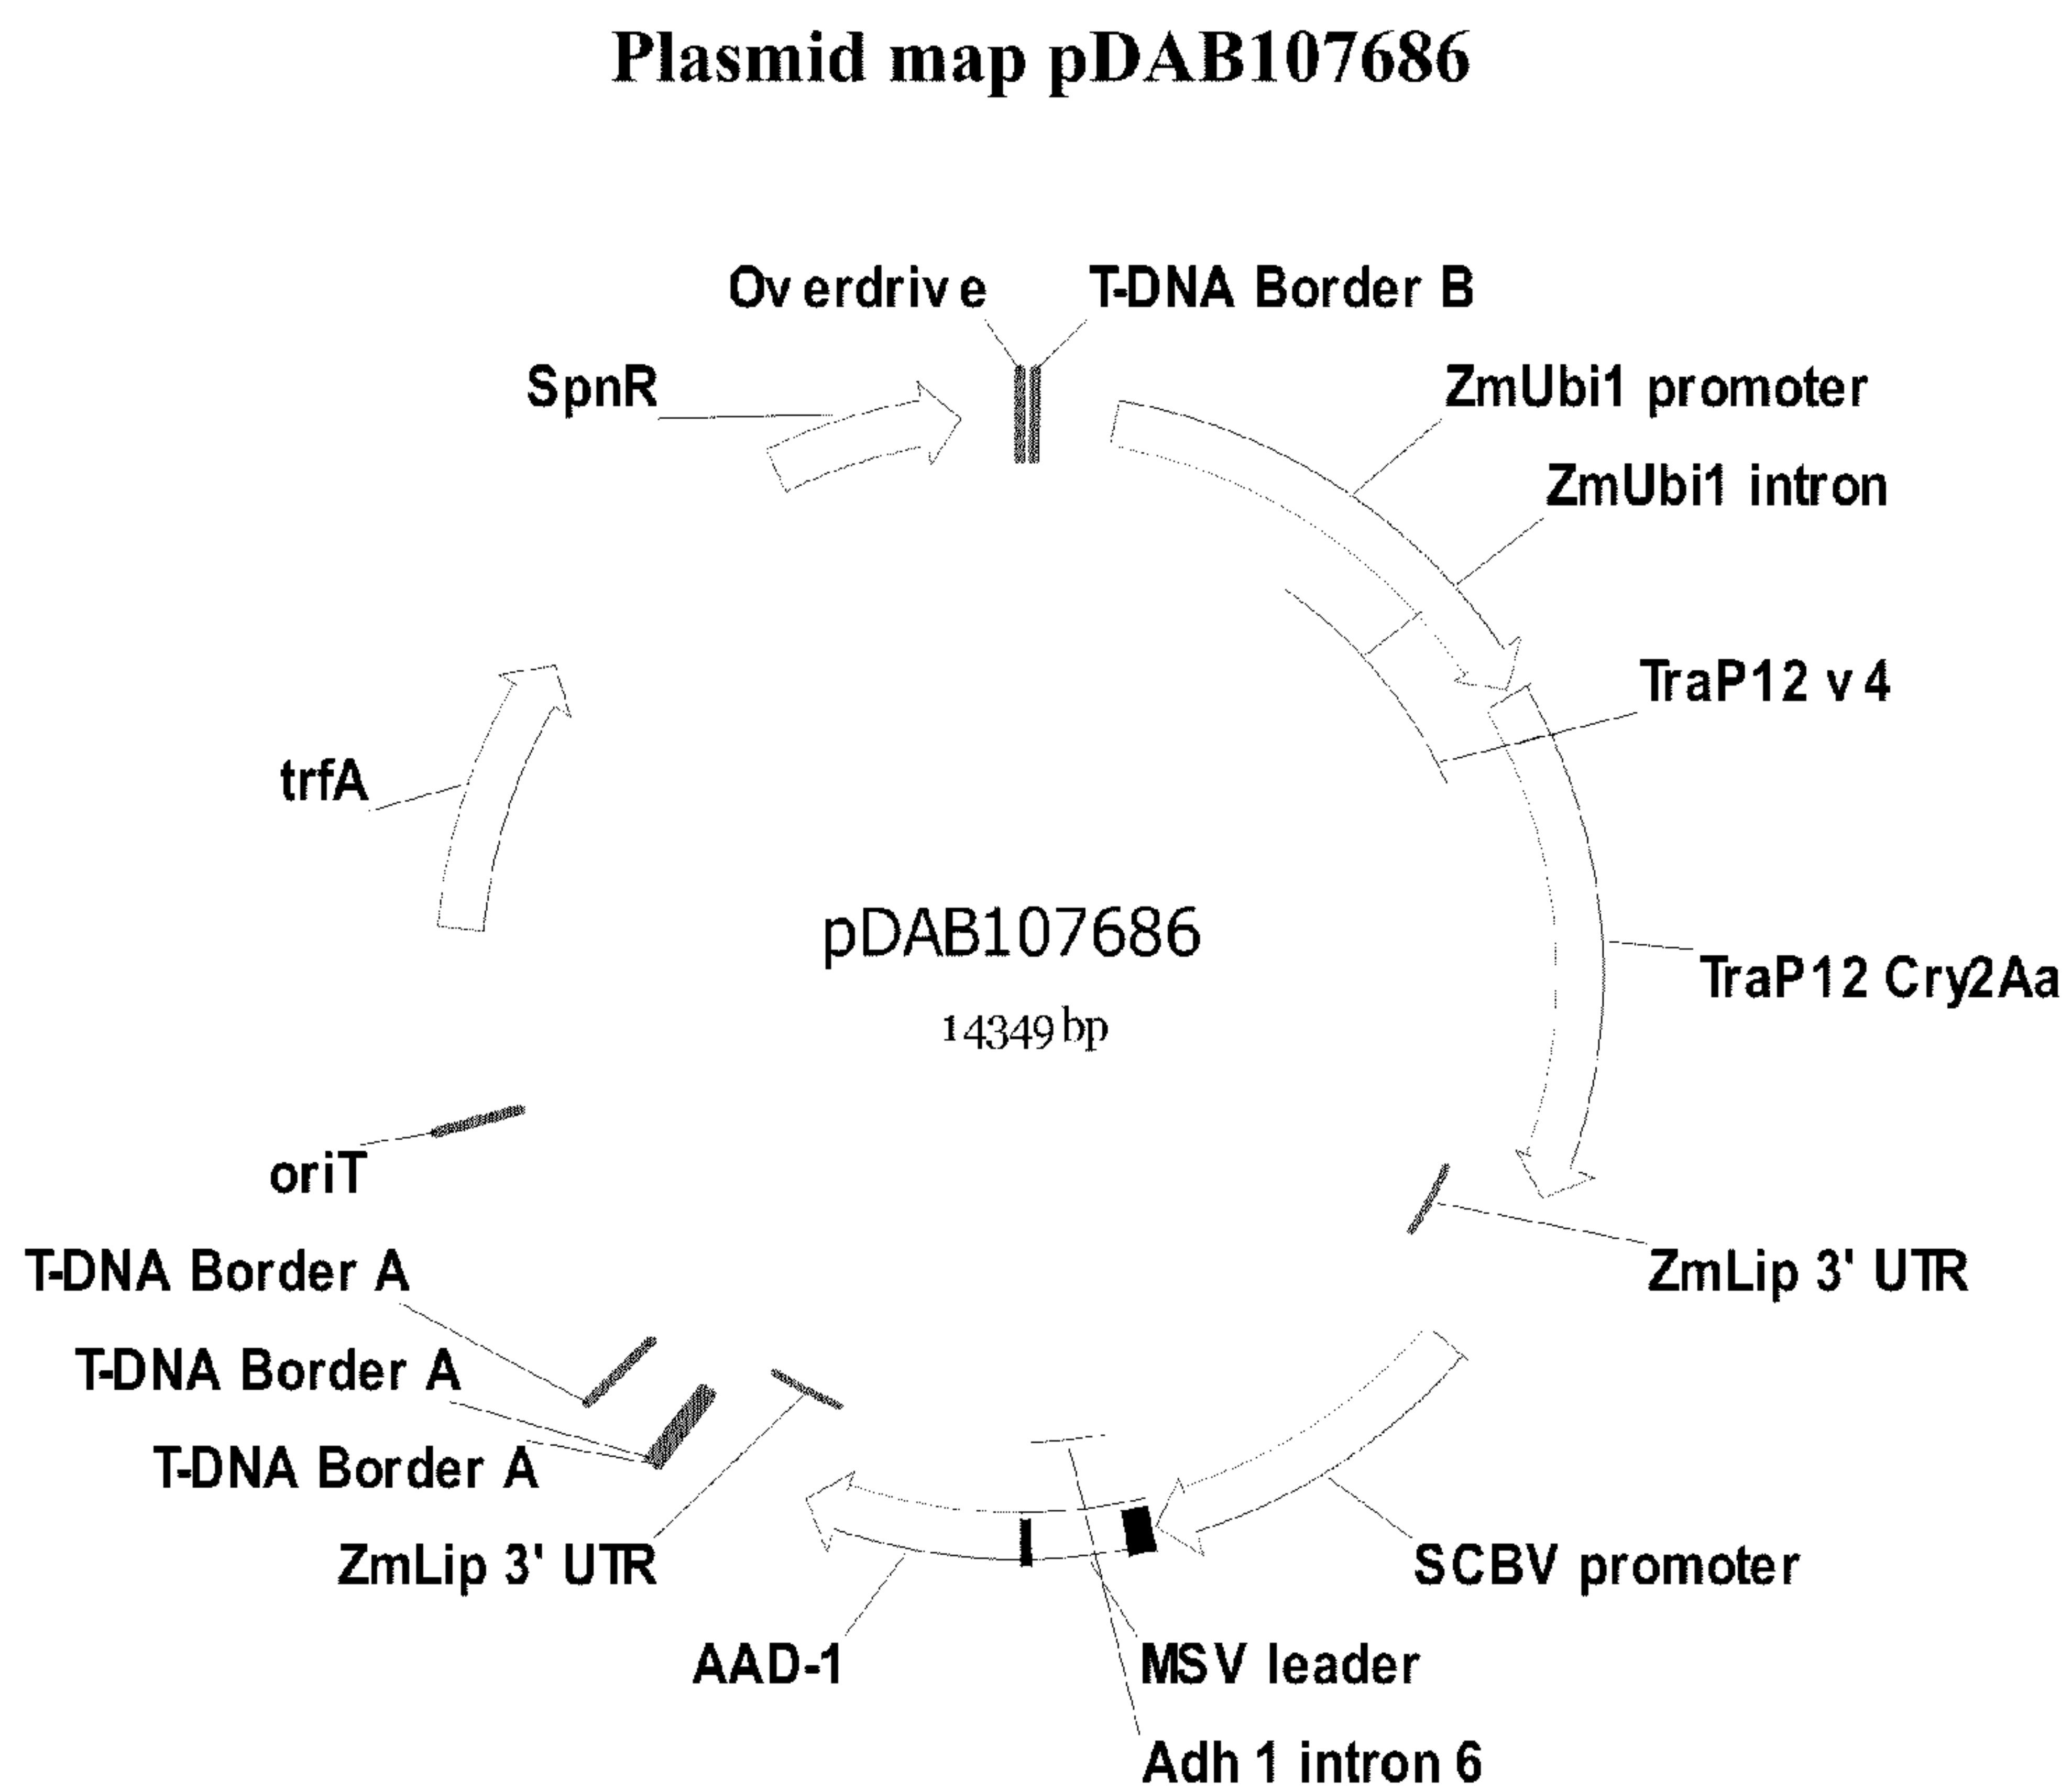 Plasmid map pDAB107686
Overdrive
T-DNA Border B
SpnR
ZmUbi1 promoter
ZmUbi1 intron
TraP12 v4
trfA
pDAB107686
TraP12 Cry2Aa
14349 bp
oriT
T-DNA Border A
ZmLip 3' UTR
T-DNA Border A
T-DNA Border A
ZmLip 3' UTR
SCBV promoter
AAD-1
MSV leader
Adh 1 intron 6